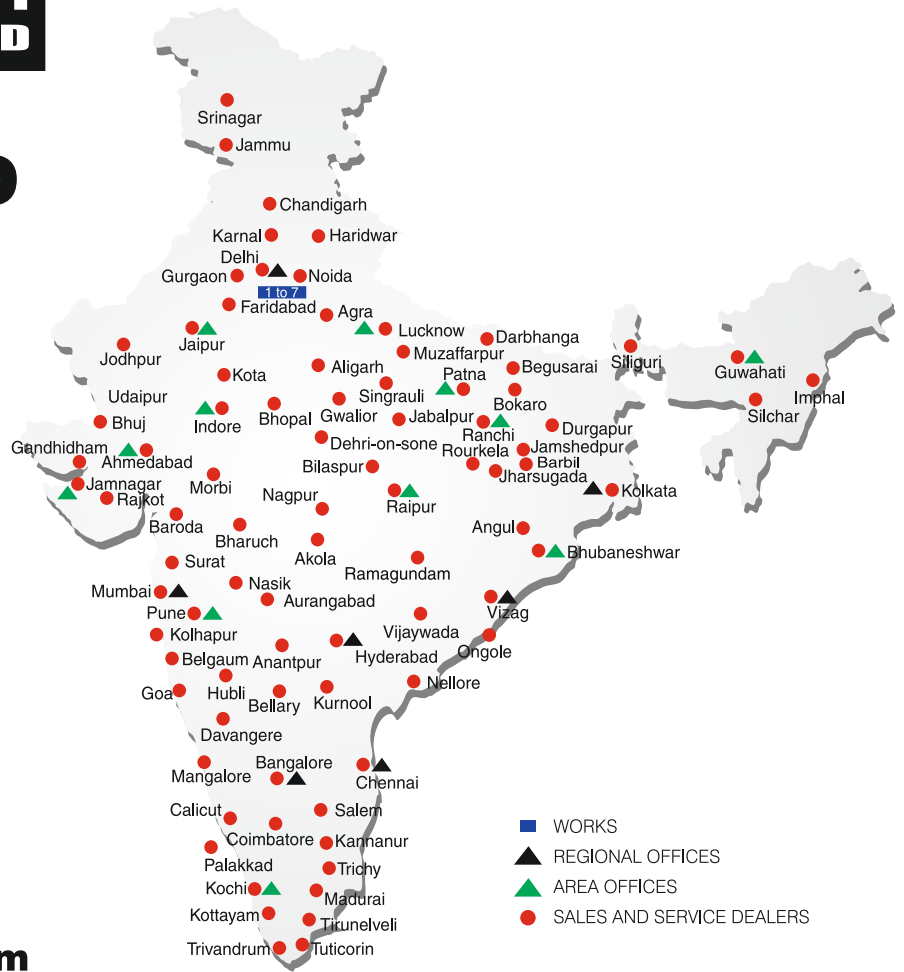 D
Srinagar
Jammu
Chandigarh
Karnal
Haridwar
Delhi
Gurgaon
Noida
1 to 7
Faridabad
Agra
Jaipur
Lucknow
Darbhanga
Jodhpur
Muzaffarpur
Siliguri
Guwahati
Aligarh
Patna
Begusarai
Kota
Singrauli
Imphal
Udaipur
Bokaro
Silchar
Bhuj
Indore
Bhopal
Gwalior
Jabalpur
Ranchi
Durgapur
Gandhidham
Ahmedabad
Dehri-on-sone
Rourkela
Jamshedpur
Barbil
Jharsugada
Jamnagar
Rajkot
Morbi
Bilaspur
Nagpur
Raipur
Kolkata
Baroda
Bharuch
Akola
Angul
Bhubaneshwar
Surat
Ramagundam
Nasik
Mumbai
Aurangabad
Pune
Vizag
Kolhapur
Vijaywada
Ongole
Belgaum
Anantpur
Hyderabad
Goa
Hubli
Bellary
Kurnool
Nellore
Davangere
Mangalore
Bangalore
Chennai
Calicut
Salem
Coimbatore
Kannanur
Palakkad
Trichy
Kochi
Madurai
Kottayam
Tirunelveli
Trivandrum
Tuticorin
WORKS
REGIONAL OFFICES
AREA OFFICES
SALES AND SERVICE DEALERS
m